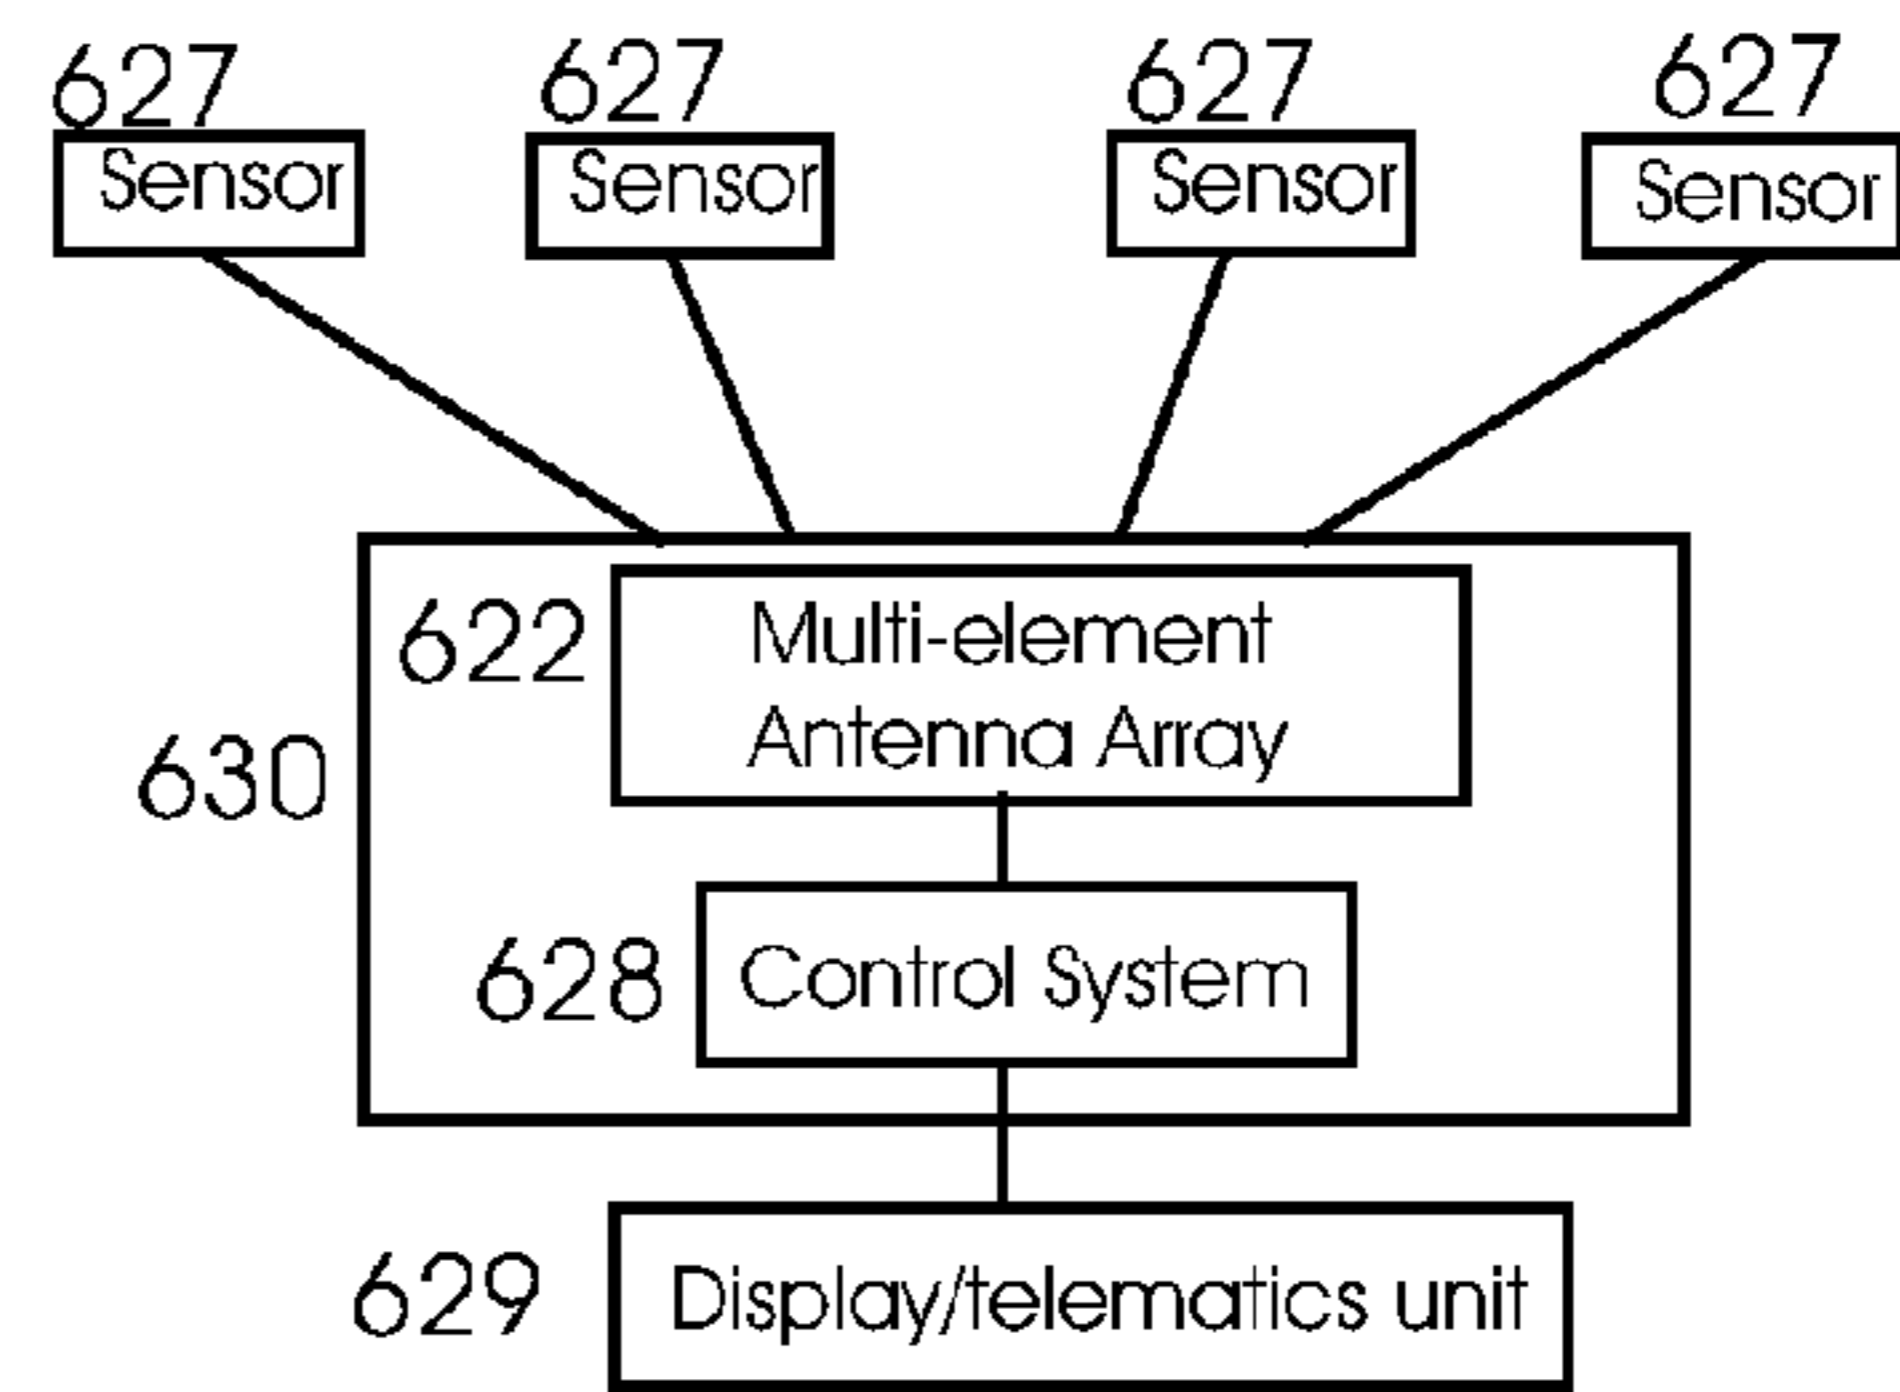 627 627 627 627
Sensor Sensor Sensor Sensor
622 Multi-element
Antenna Array
630
628 Control System
629 Display/telematics unit